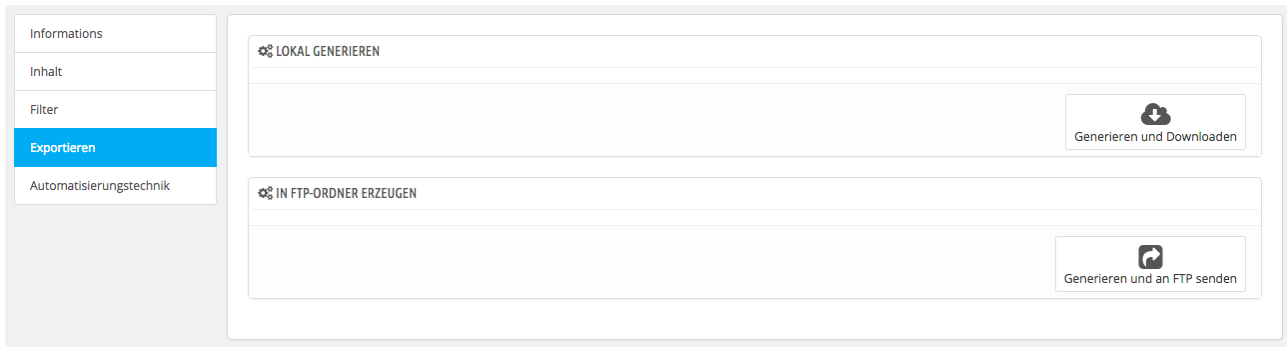 Informations
Inhalt
Filter
Exportieren
Automatisierungstechnik
LOKAL GENERIEREN
Generieren und Downloaden
IN FTP-ORDNER ERZEUGEN
Generieren und an FTP senden